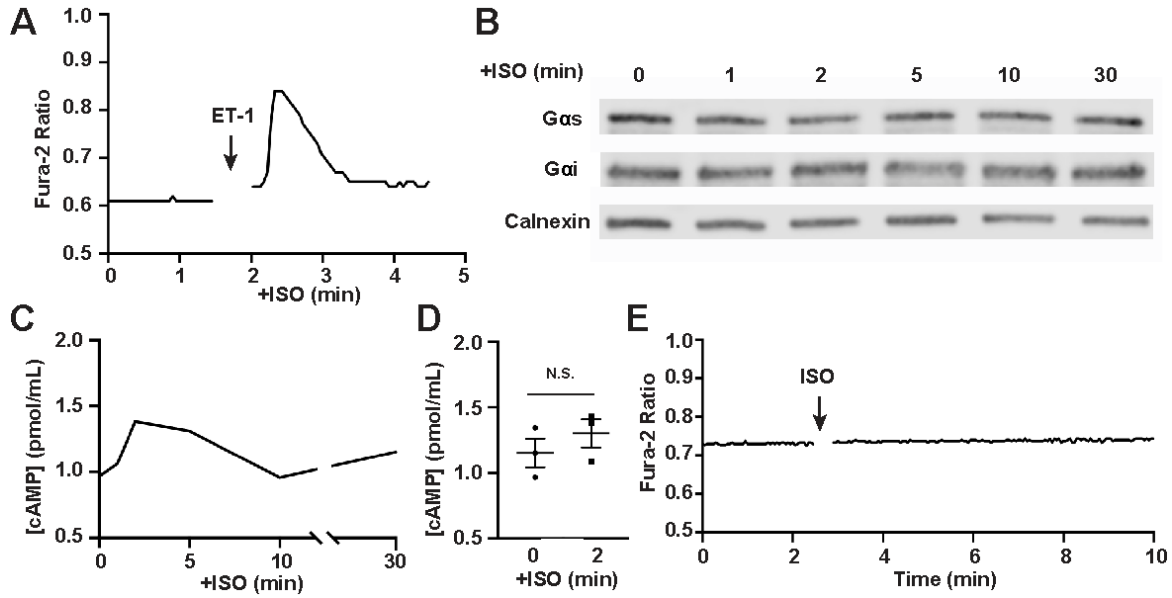 A
Fura-2 Ratio
1.0
0.9
0.8
0.7
0.6
0.5
ET-1
0 1 2 3 4 5
+ISO (min)
B
+ISO (min) 0 1 2 5 10 30
Gαs
Gαi
Calnexin
C
[cAMP] (pmol/mL)
2.0
1.5
1.0
0.5
0 5 10 30
+ISO (min)
D
[cAMP] (pmol/mL)
2.0
1.5
1.0
0.5
N.S.
0 2
+ISO (min)
E
Fura-2 Ratio
1.0
0.9
0.8
0.7
0.6
0.5
ISO
0 2 4 6 8 10
Time (min)